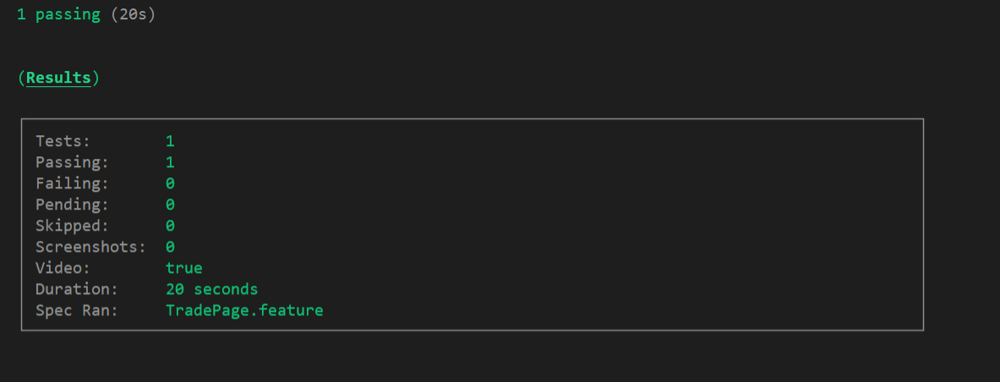 1 passing (20s)
(Results)
Tests: 1
Passing: 1
Failing: 0
Pending: 0
Skipped: 0
Screenshots: 0
Video: true
Duration: 20 seconds
Spec Ran: TradePage.feature